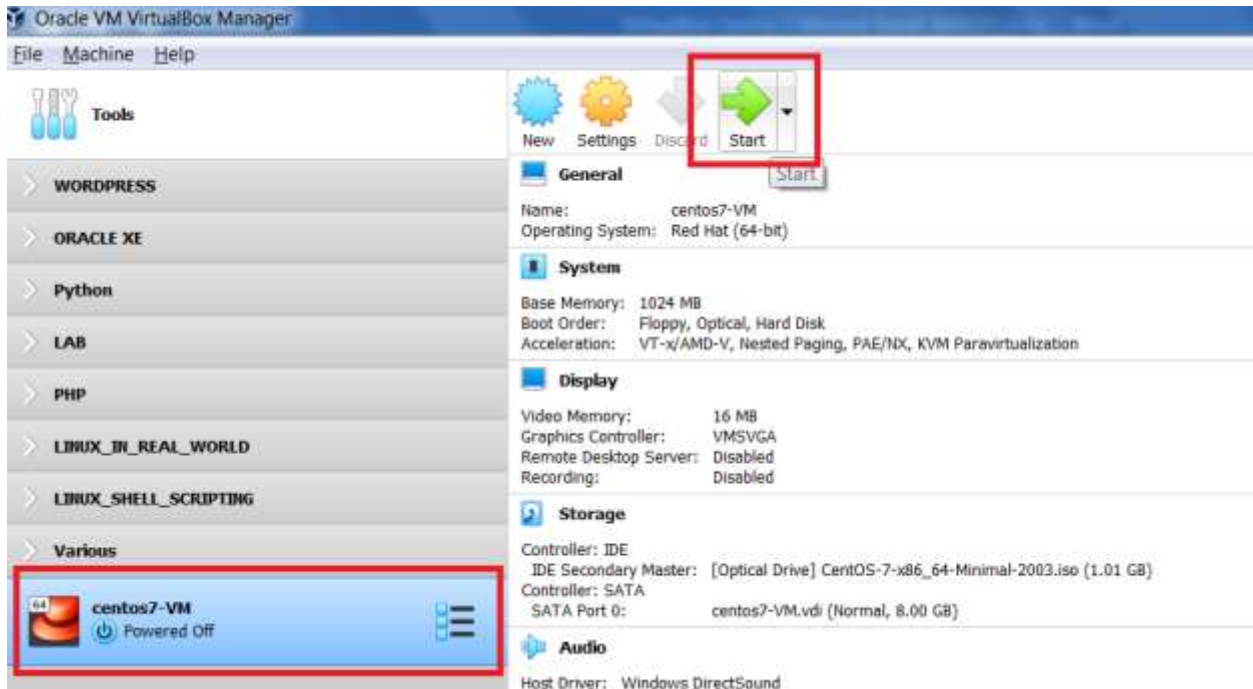 Oracle VM VirtualBox Manager
File Machine Help
Tools
WORDPRESS
ORACLE XE
Python
LAB
PHP
LINUX_IN_REAL_WORLD
LINUX_SHELL_SCRIPTING
Various
64
centos7-VM
Powered Off
New Settings Discard Start
Start
General
Name: centos7-VM
Operating System: Red Hat (64-bit)
System
Base Memory: 1024 MB
Boot Order: Floppy, Optical, Hard Disk
Acceleration: VT-x/AMD-V, Nested Paging, PAE/NX, KVM Paravirtualization
Display
Video Memory: 16 MB
Graphics Controller: VMSVGA
Remote Desktop Server: Disabled
Recording: Disabled
Storage
Controller: IDE
IDE Secondary Master: [Optical Drive] CentOS-7-x86_64-Minimal-2003.iso (1.01 GB)
Controller: SATA
SATA Port 0: centos7-VM.vdi (Normal, 8.00 GB)
Audio
Host Driver: Windows DirectSound